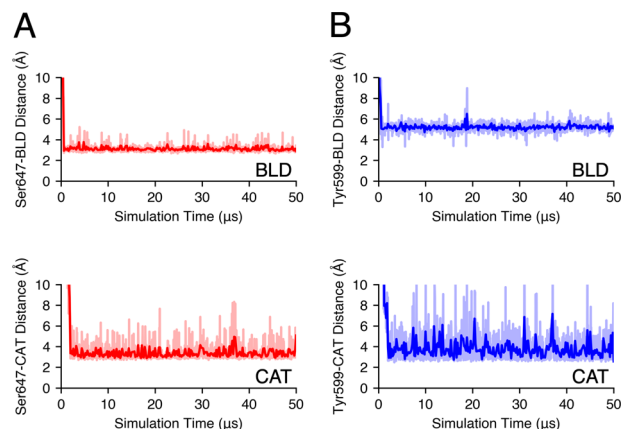 A
B
Ser647-BLD Distance (Å)
10
8
6
4
2
0
BLD
0 10 20 30 40 50
Simulation Time (μs)
Tyr599-BLD Distance (Å)
10
8
6
4
2
0
BLD
0 10 20 30 40 50
Simulation Time (μs)
Ser647-CAT Distance (Å)
10
8
6
4
2
0
CAT
0 10 20 30 40 50
Simulation Time (μs)
Tyr599-CAT Distance (Å)
10
8
6
4
2
0
CAT
0 10 20 30 40 50
Simulation Time (μs)